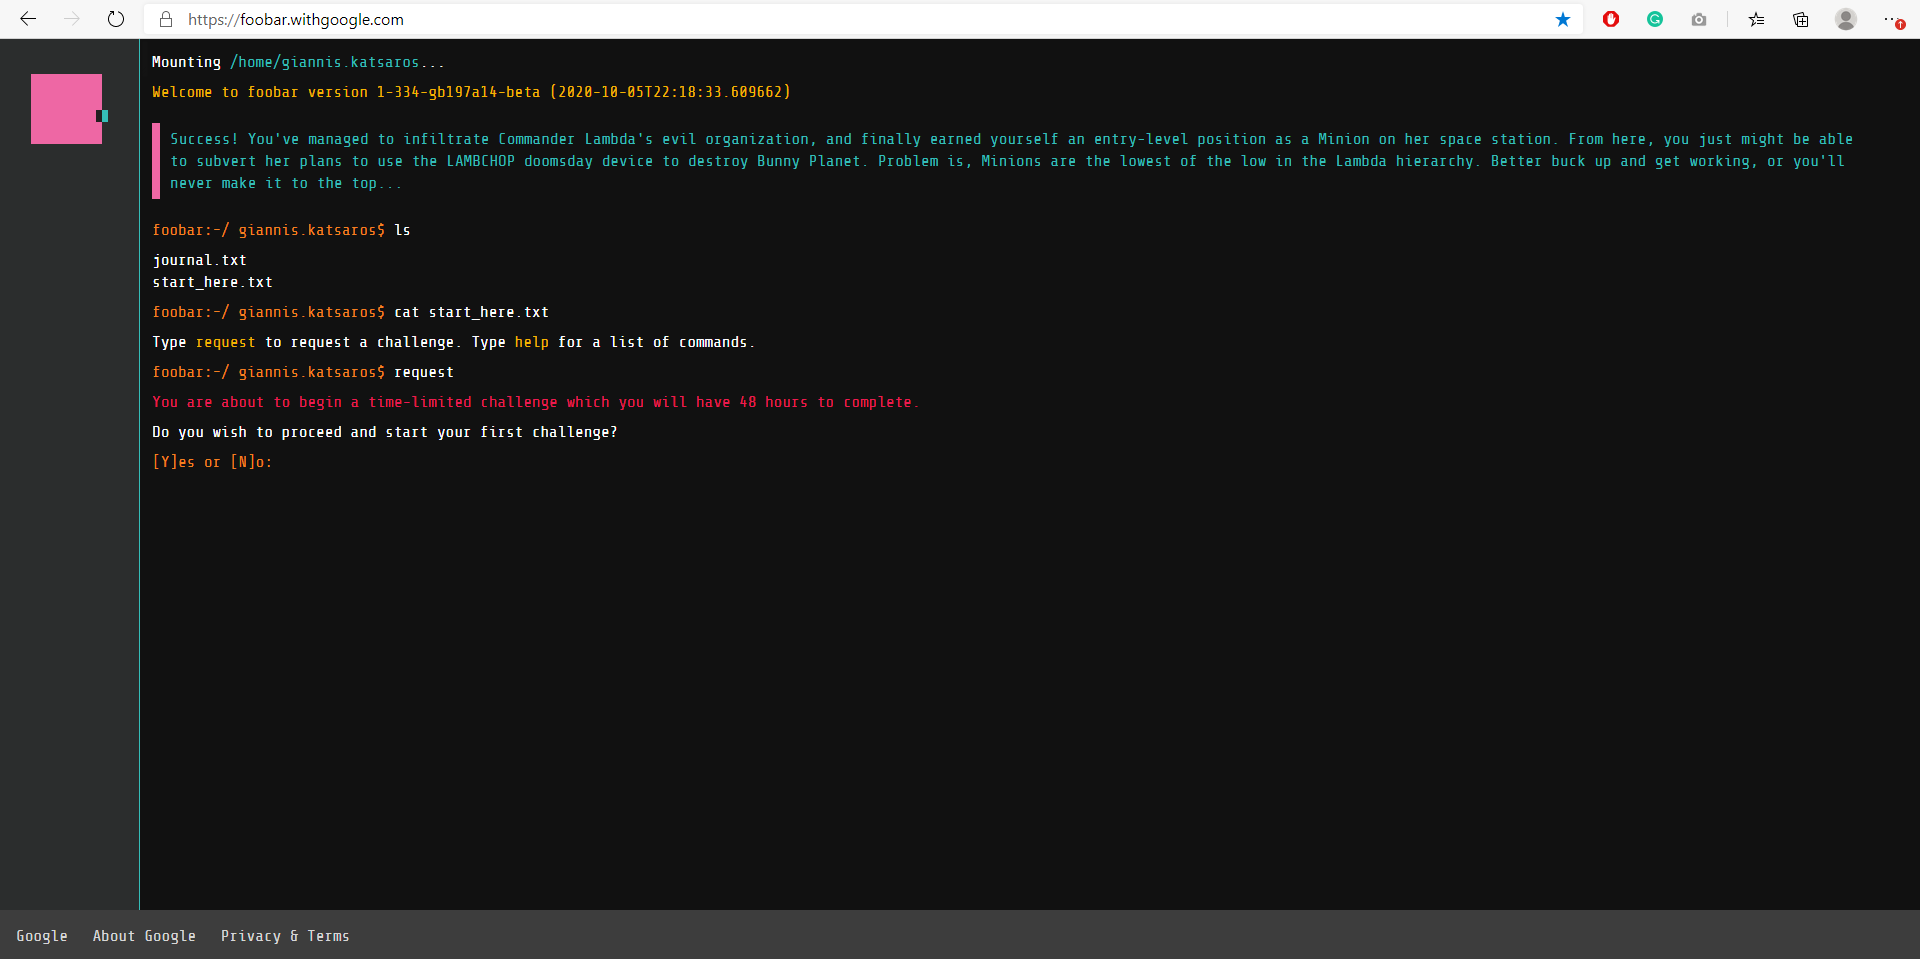 https://foobar.withgoogle.com
Mounting /home/giannis.katsaros...
Welcome to foobar version 1-334-gb197a14-beta (2020-10-05T22:18:33.609662)
Success! You've managed to infiltrate Commander Lambda's evil organization, and finally earned yourself an entry-level position as a Minion on her space station. From here, you just might be able
to subvert her plans to use the LAMBCHOP doomsday device to destroy Bunny Planet. Problem is, Minions are the lowest of the low in the Lambda hierarchy. Better buck up and get working, or you'll
never make it to the top...
foobar:~/ giannis.katsaros$ ls
journal.txt
start_here.txt
foobar:~/ giannis.katsaros$ cat start_here.txt
Type request to request a challenge. Type help for a list of commands.
foobar:~/ giannis.katsaros$ request
You are about to begin a time-limited challenge which you will have 48 hours to complete.
Do you wish to proceed and start your first challenge?
[Y]es or [N]o:
Google About Google Privacy & Terms